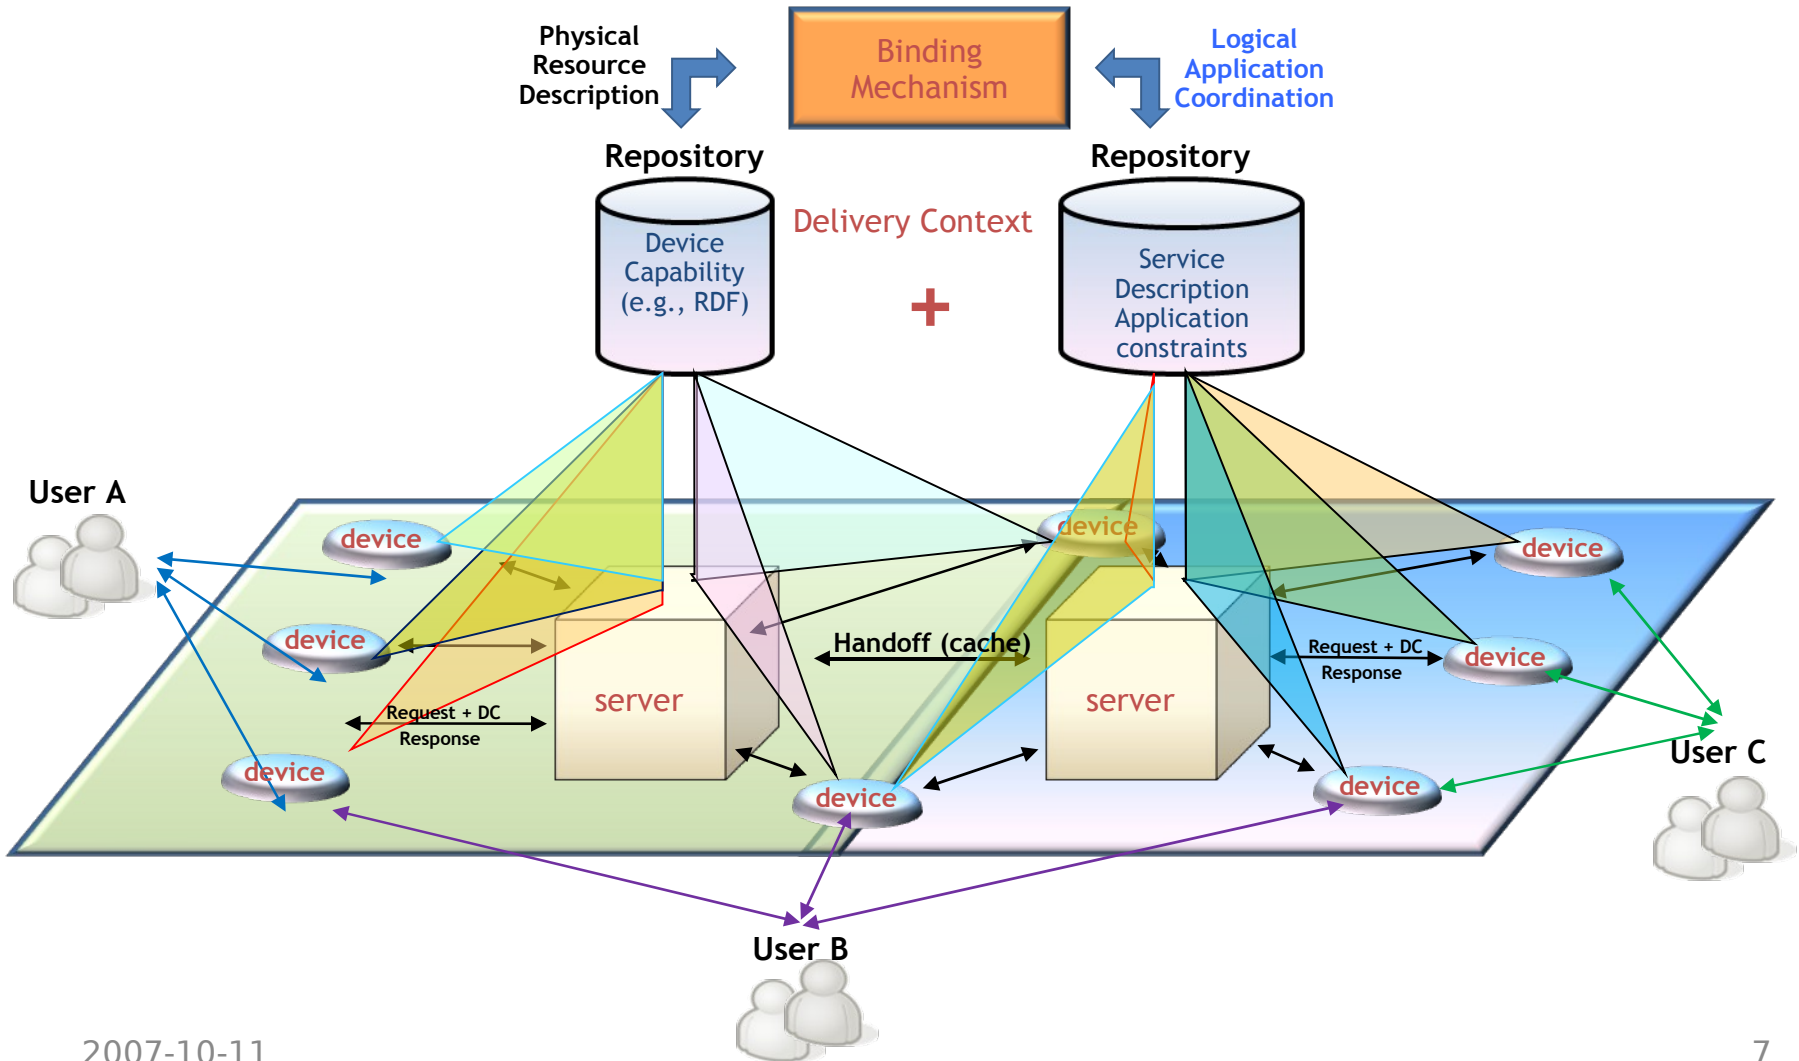 Physical
Resource
Description
Binding
Mechanism
Logical
Application
Coordination
Repository
Repository
Device
Capability
(e.g., RDF)
Delivery Context
+
Service
Description
Application
constraints
User A
device
device
device
device
device
device
device
device
server
server
Handoff (cache)
Request + DC
Response
Request + DC
Response
User C
User B
2007-10-11
7